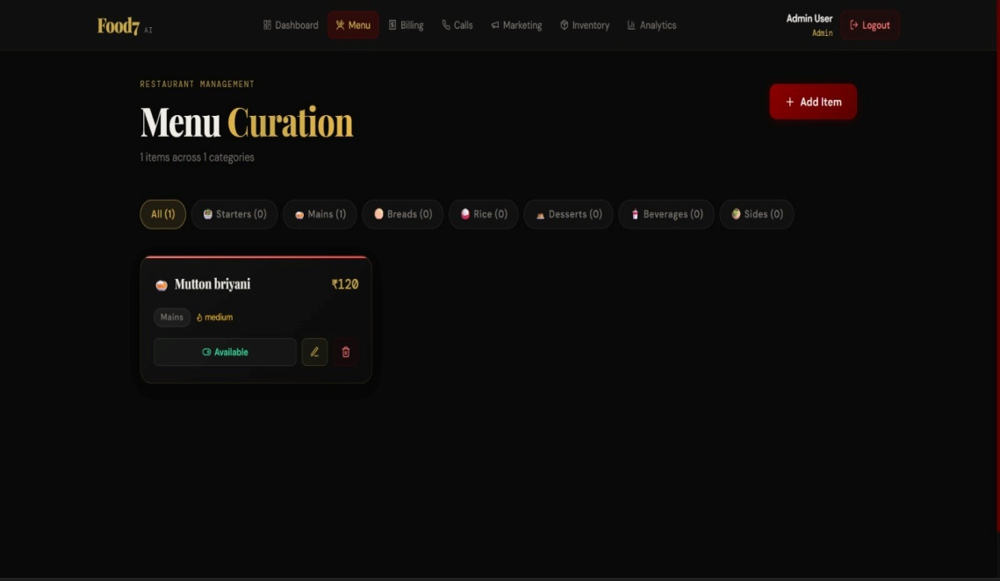 Food7 AI
Dashboard Menu Billing Calls Marketing Inventory Analytics
Admin User
Admin
Logout
RESTAURANT MANAGEMENT
Menu Curation
+ Add Item
1 items across 1 categories
All (1) Starters (0) Mains (1) Breads (0) Rice (0) Desserts (0) Beverages (0) Sides (0)
Mutton briyani ₹120
Mains medium
Available